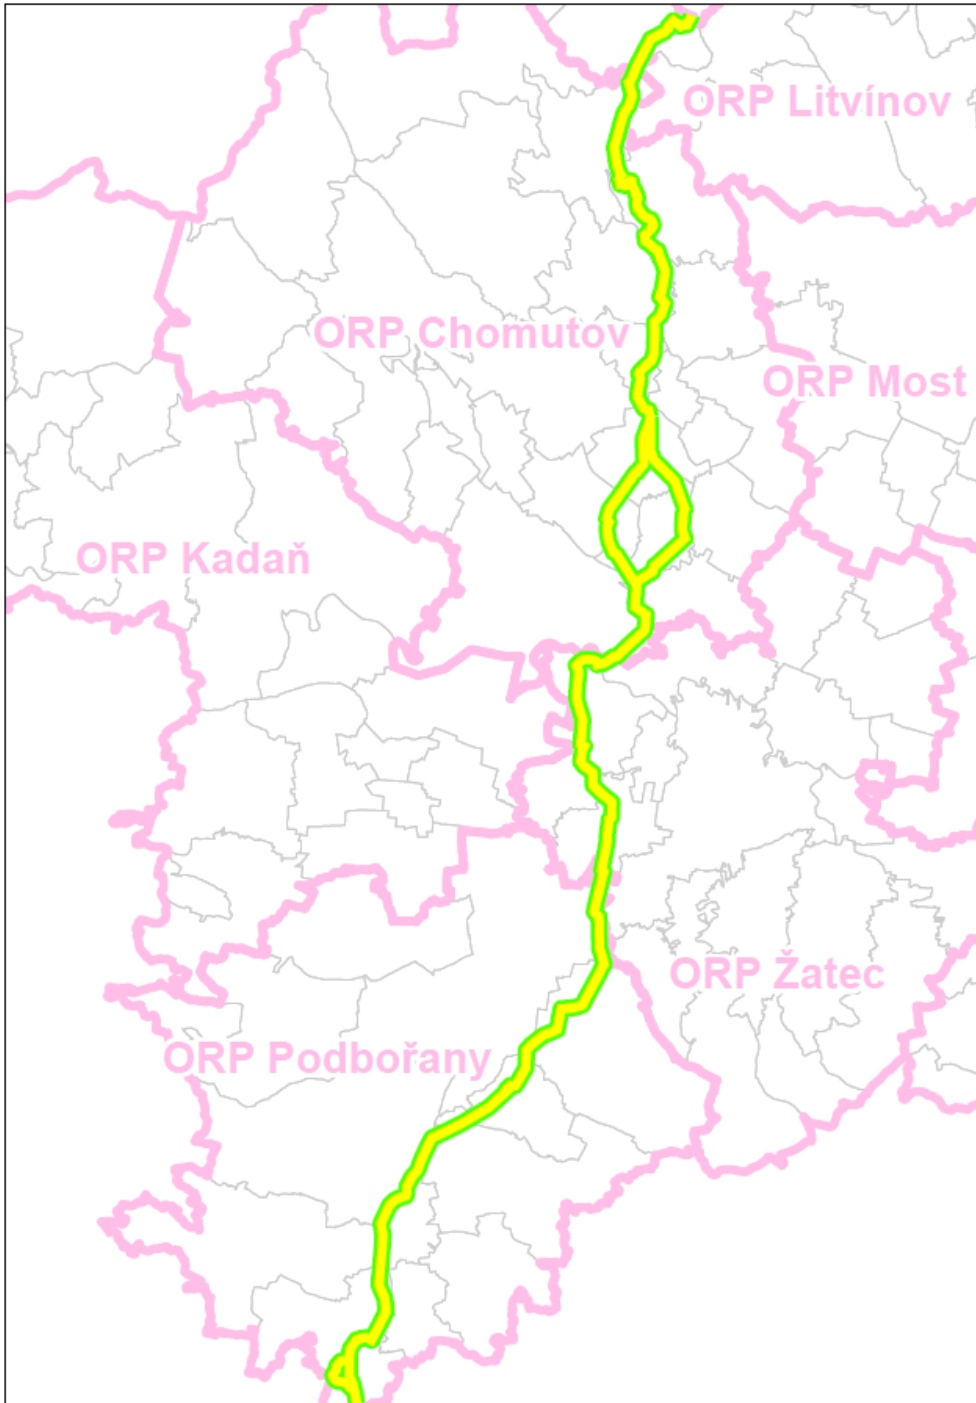 ORP Litvínov
ORP Chomutov
ORP Most
ORP Kadaň
ORP Žatec
ORP Podbořany